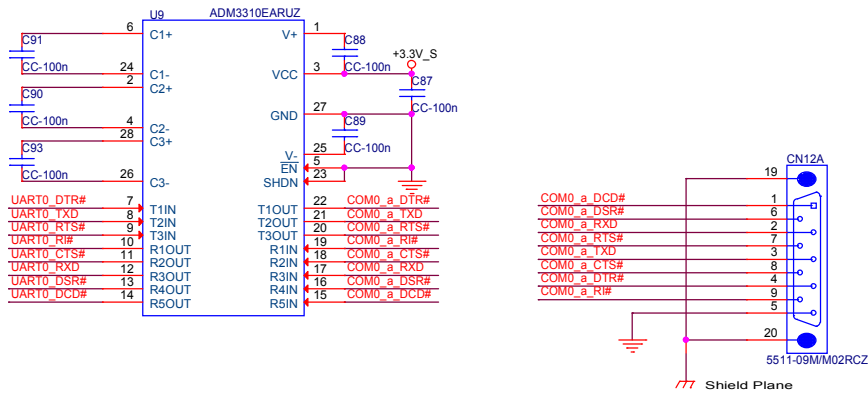 U9 ADM3310EARUZ
C91 6 C1+ V+ 1 C88
+3.3V_S
CC-100n 24 C1- VCC 3 CC-100n C87
2 C2+
C90 CC-100n
GND 27
CC-100n 4 C2- C89
28 C3+
C93 V- 25 CC-100n
EN 5
CC-100n 26 C3- SHDN 23
UART0_DTR# 7 T1IN T1OUT 22 COM0_a_DTR#
UART0_TXD 8 T2IN T2OUT 21 COM0_a_TXD
UART0_RTS# 9 T3IN T3OUT 20 COM0_a_RTS#
UART0_RI# 10 R1OUT R1IN 19 COM0_a_RI#
UART0_CTS# 11 R2OUT R2IN 18 COM0_a_CTS#
UART0_RXD 12 R3OUT R3IN 17 COM0_a_RXD
UART0_DSR# 13 R4OUT R4IN 16 COM0_a_DSR#
UART0_DCD# 14 R5OUT R5IN 15 COM0_a_DCD#
CN12A
19
COM0_a_DCD# 1
COM0_a_DSR# 6
COM0_a_RXD 2
COM0_a_RTS# 7
COM0_a_TXD 3
COM0_a_CTS# 8
COM0_a_DTR# 4
COM0_a_RI# 9
5
20
5511-09M/M02RCZ
Shield Plane